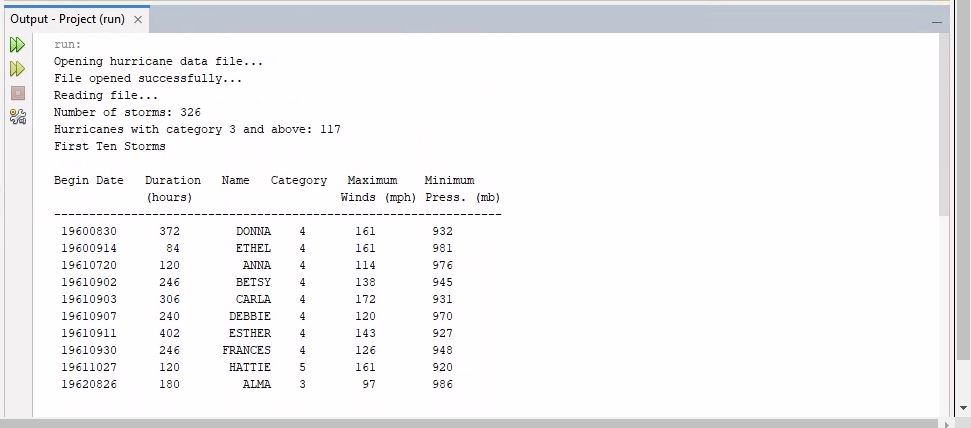 Output - Project (run)
run:
Opening hurricane data file...
File opened successfully...
Reading file...
Number of storms: 326
Hurricanes with category 3 and above: 117
First Ten Storms
Begin Date Duration Name Category Maximum Minimum
(hours) Winds (mph) Press. (mb)
----------------------------------------------------------------
19600830 372 DONNA 4 161 932
19600914 84 ETHEL 4 161 981
19610720 120 ANNA 4 114 976
19610902 246 BETSY 4 138 945
19610903 306 CARLA 4 172 931
19610907 240 DEBBIE 4 120 970
19610911 402 ESTHER 4 143 927
19610930 246 FRANCES 4 126 948
19611027 120 HATTIE 5 161 920
19620826 180 ALMA 3 97 986